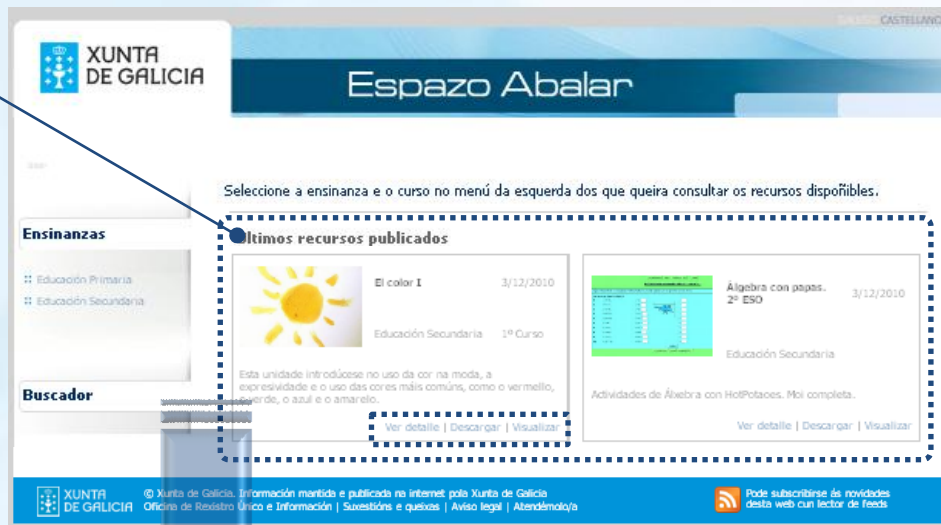 CASTELLANO
XUNTA
DE GALICIA
Espazo Abalar
Seleccione a ensinanza e o curso no menú da esquerda dos que queira consultar os recursos dispoñibles.
Ensinanzas
Educación Primaria
Educación Secundaria
Buscador
últimos recursos publicados
El color I 3/12/2010
Educación Secundaria 1º Curso
Esta unidade introdúcese no uso da cor na moda, a
expresividade e o uso das cores máis comúns, como o vermello,
o verde, o azul e o amarelo.
Ver detalle | Descargar | Visualizar
Álgebra con papas.
2º ESO
3/12/2010
Educación Secundaria
Actividades de Álxebra con HotPotaoes. Moi completa.
Ver detalle | Descargar | Visualizar
XUNTA
DE GALICIA
© Xunta de Galicia. Información mantida e publicada na internet pola Xunta de Galicia
Oficina de Rexistro Único e Información | Suxestións e queixas | Aviso legal | Atendémolo/a
Pode subscribirse ás novidades
desta web cun lector de feeds